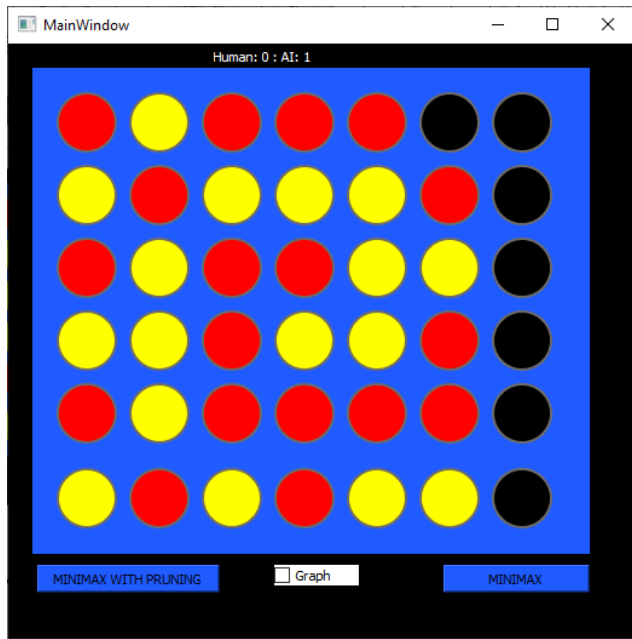 MainWindow
Human: 0 : AI: 1
MINIMAX WITH PRUNING
Graph
MINIMAX